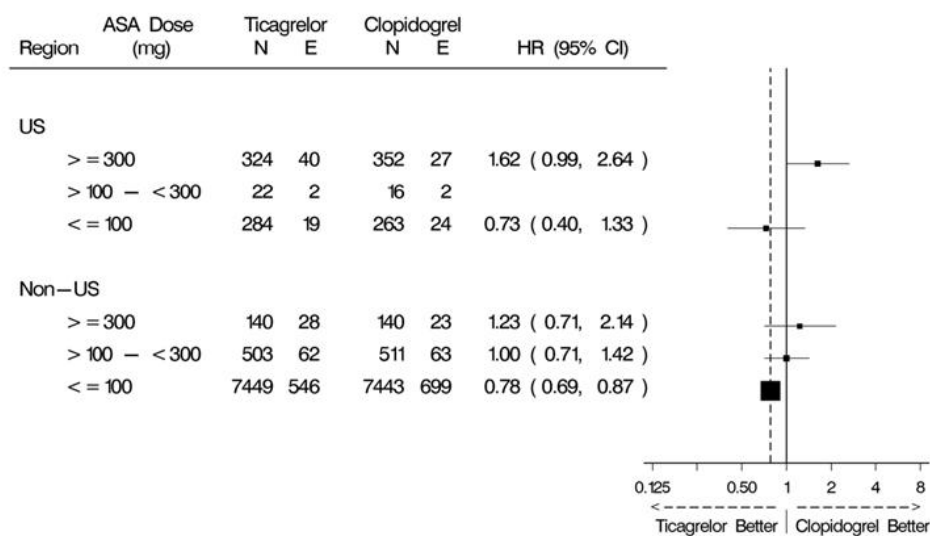 ASA Dose Ticagrelor Clopidogrel
Region (mg) N E N E HR (95% CI)
US
>=300 324 40 352 27 1.62 (0.99, 2.64)
>100 – <300 22 2 16 2
<=100 284 19 263 24 0.73 (0.40, 1.33)
Non-US
>=300 140 28 140 23 1.23 (0.71, 2.14)
>100 – <300 503 62 511 63 1.00 (0.71, 1.42)
<=100 7449 546 7443 699 0.78 (0.69, 0.87)
0.125 0.50 1 2 4 8
Ticagrelor Better Clopidogrel Better